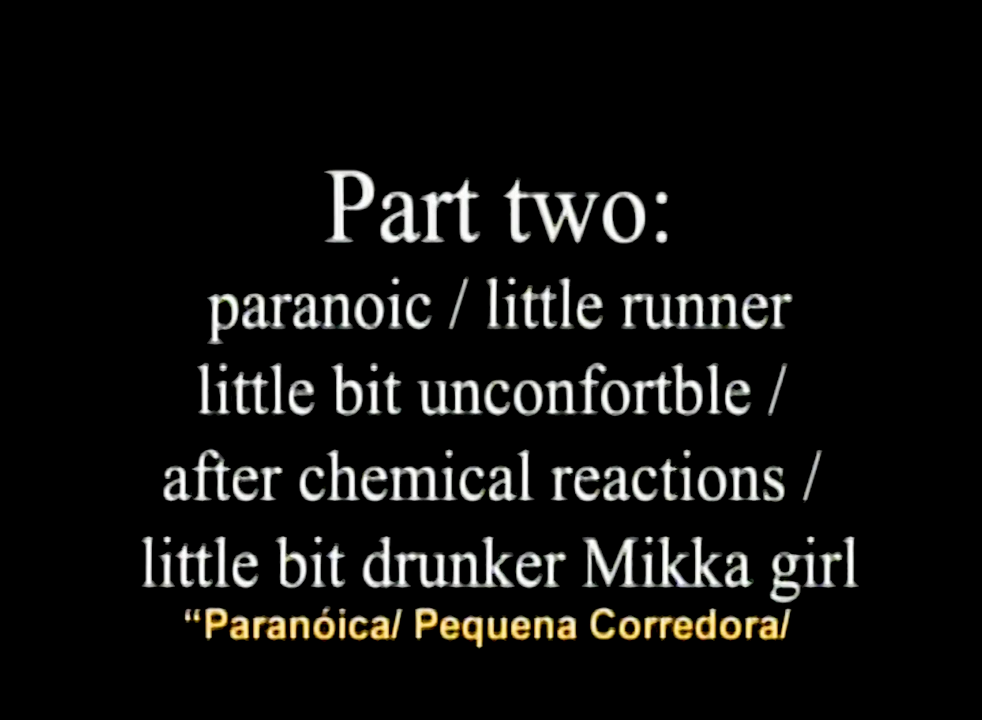 Part two:
paranoic / little runner
little bit unconfortble /
after chemical reactions /
little bit drunker Mikka girl
“Paranóica/ Pequena Corredora/